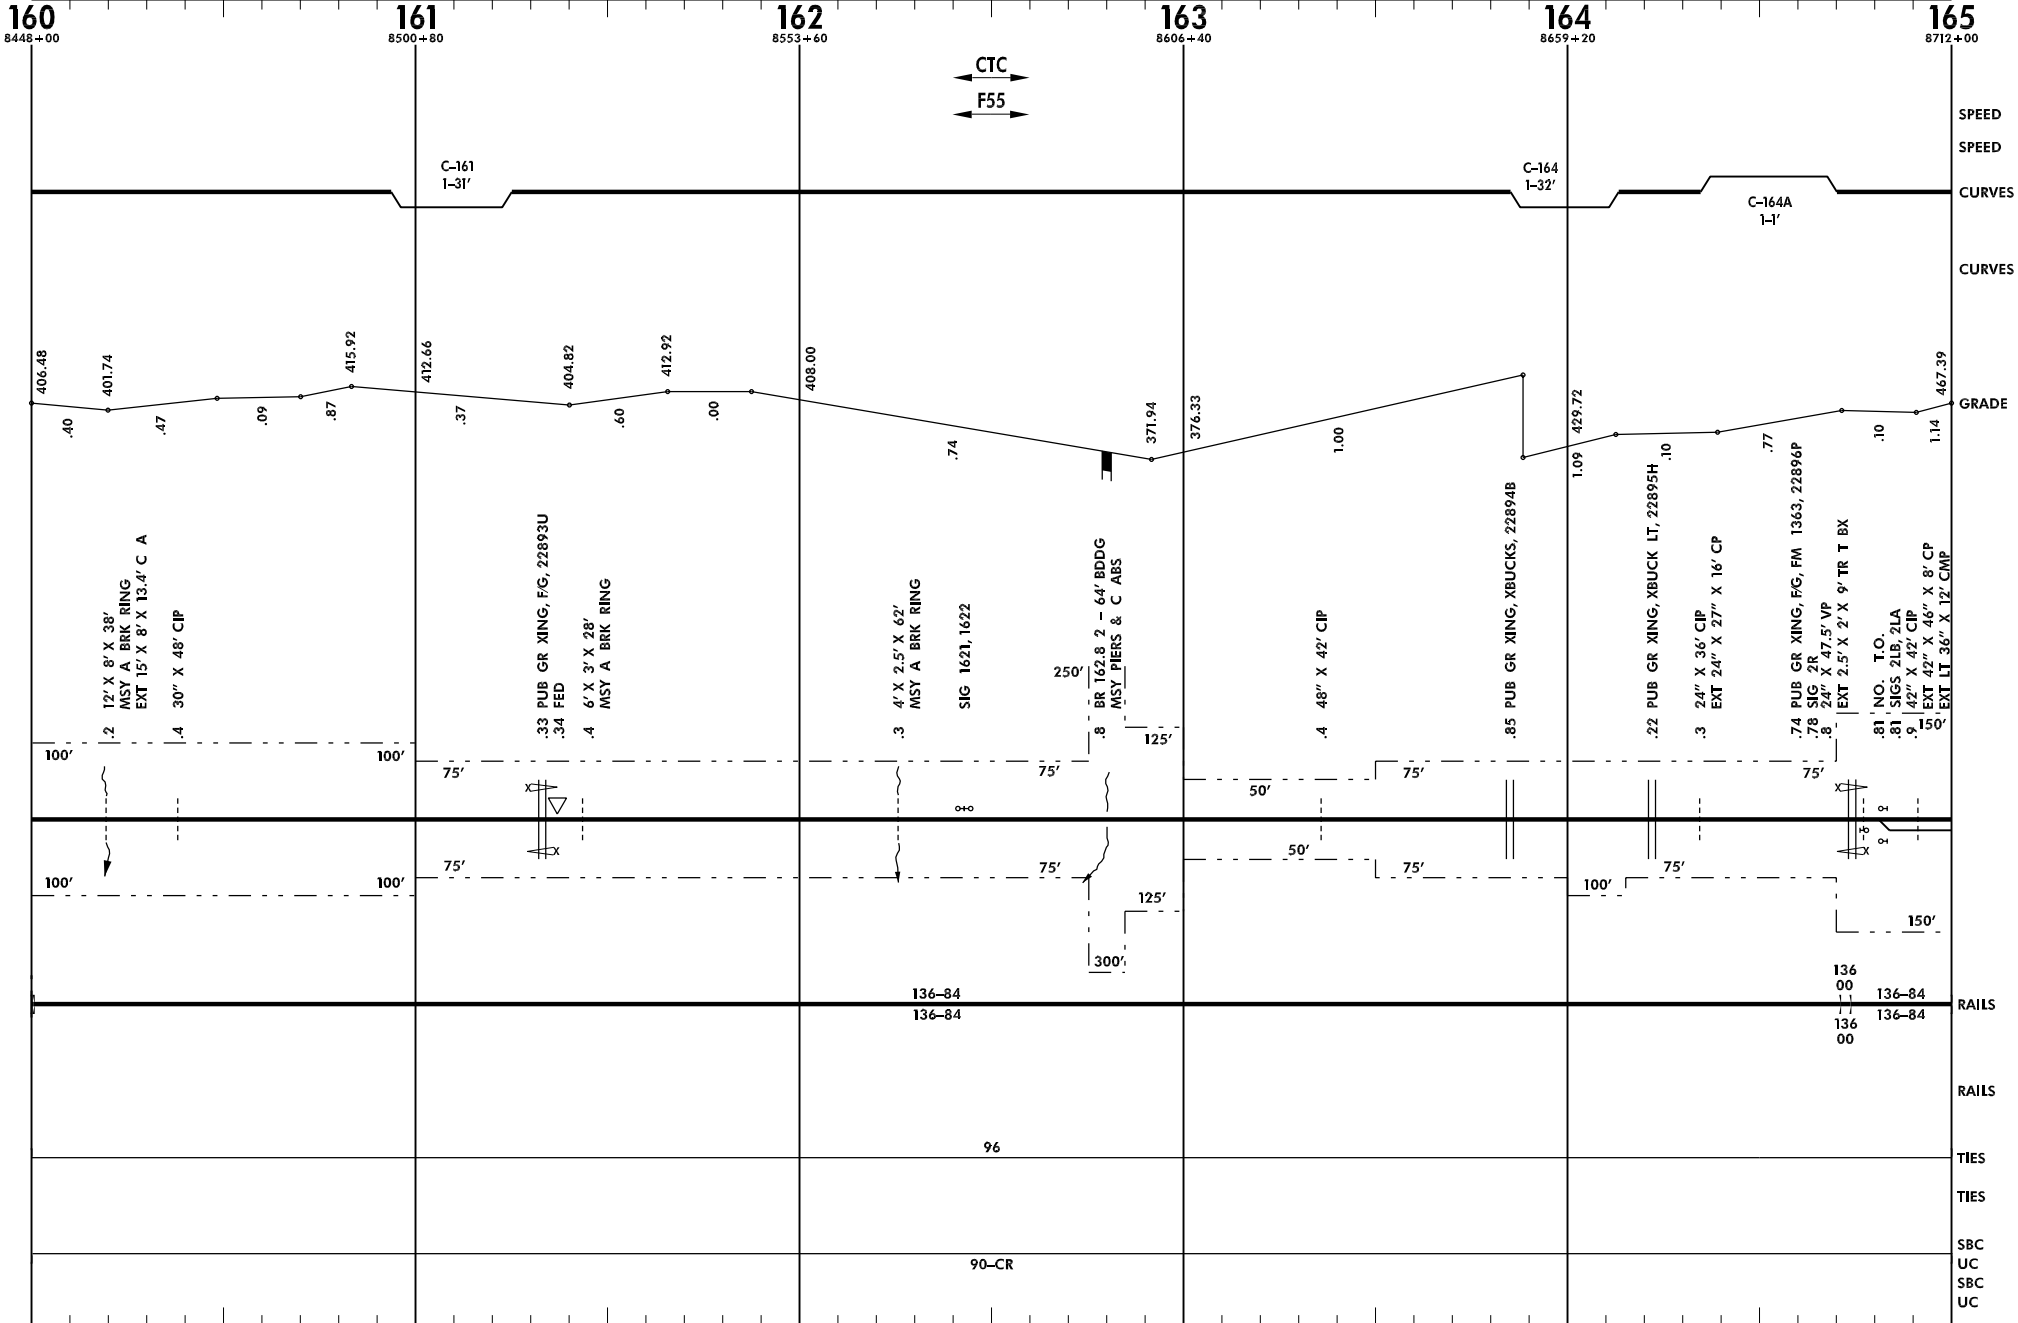 160 161 162 163 164 165
8448+00 8500+80 8553+60 8606+40 8659+20 8712+00
CTC
F55
SPEED
SPEED
C-161
1-31'
C-164
1-32'
CURVES
C-164A
1-1'
CURVES
406.48
401.74
415.92
412.66
404.82
412.92
408.00
371.94
376.33
429.72
467.39
GRADE
.40
.47
.09
.87
.37
.60
.00
.74
1.00
1.09
.10
.77
.10
1.14
.2 12' X 8' X 38'
MSY A BRK RING
EXT 15' X 8' X 13.4' C A
.4 30" X 48' CIP
.33 PUB GR XING, F/G, 22893U
.34 FED
.4 6' X 3' X 28'
MSY A BRK RING
.3 4' X 2.5' X 62'
MSY A BRK RING
SIG 1621, 1622
.8 BR 162.8 2 - 64' BDDG
MSY PIERS & C ABS
.4 48" X 42' CIP
.85 PUB GR XING, XBUCKS, 22894B
.22 PUB GR XING, XBUCK LT, 22895H
.3 24" X 36' CIP
EXT 24" X 27" X 16' CP
.74 PUB GR XING, F/G, FM 1363, 22896P
.78 SIG 2R
.8 24" X 47.5' VP
EXT 2.5' X 2' X 9' TR T BX
.81 NO. T.O.
.81 SIGS 2LB, 2LA
.9 42" X 42' CIP
EXT 42" X 46" X 8' CP
EXT LT 36" X 12' CMP
250'
100' 100' 75' 75' 125' 50' 75' 75' 150'
X X
100' 100' 75' 75' 125' 50' 75' 100' 75' 150'
X X
300'
136
00
136-84 136-84
RAILS
136-84 136-84
136
00
RAILS
96
TIES
TIES
SBC
90-CR
UC
SBC
UC